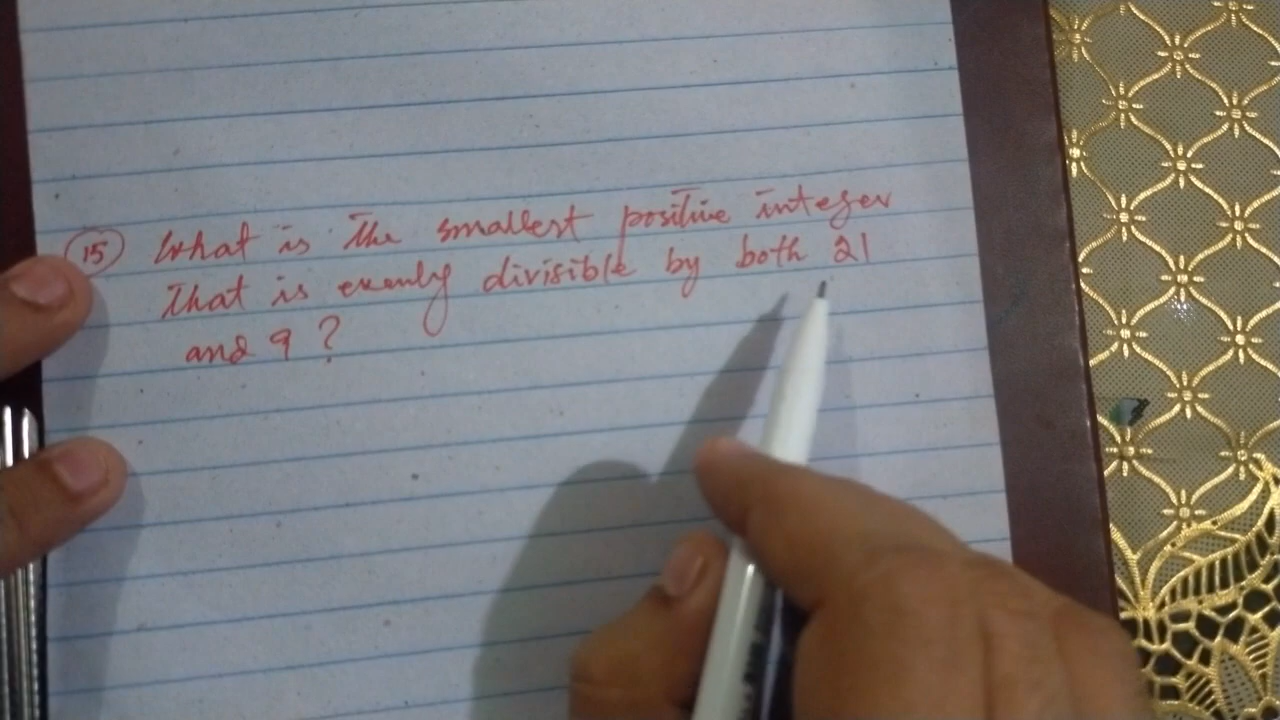 15 What is the smallest positive integer
that is evenly divisible by both 21
and 9 ?